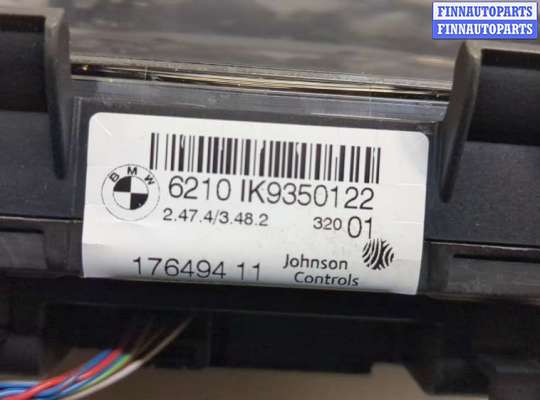 FINNAUTOPARTS
FINNAUTOPARTS
BMW
6210 IK9350122
2.47.4/3.48.2 320 01
176494 11
Johnson
Controls